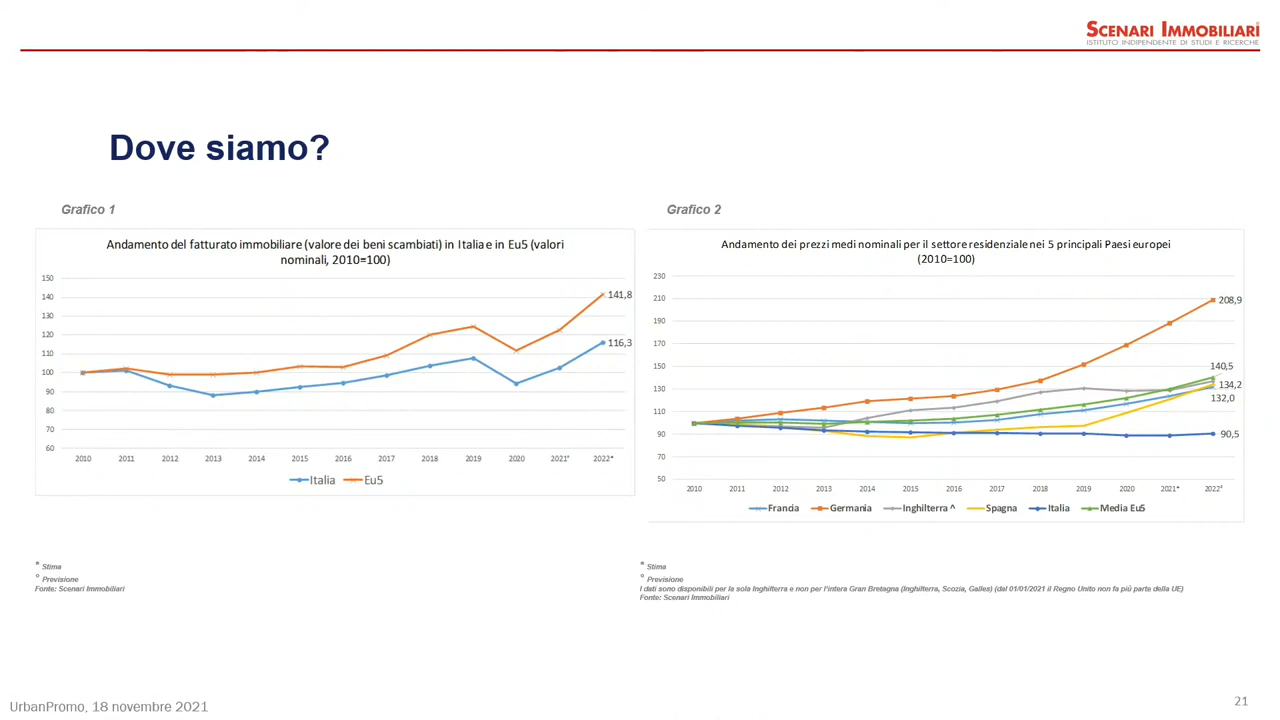 SCENARI IMMOBILIARI
ISTITUTO INDIPENDENTE DI STUDI E RICERCHE
Dove siamo?
Grafico 1
Andamento del fatturato immobiliare (valore dei beni scambiati) in Italia e in Eu5 (valori
nominali, 2010=100)
150
140
130
120
110
100
90
80
70
60
141,8
116,3
2010 2011 2012 2013 2014 2015 2016 2017 2018 2019 2020 2021° 2022*
Italia Eu5
* Stima
° Previsione
Fonte: Scenari Immobiliari
Grafico 2
Andamento dei prezzi medi nominali per il settore residenziale nei 5 principali Paesi europei
(2010=100)
230
210
190
170
150
130
110
90
70
50
208,9
140,5
134,2
132,0
90,5
2010 2011 2012 2013 2014 2015 2016 2017 2018 2019 2020 2021* 2022°
Francia Germania Inghilterra ^ Spagna Italia Media Eu5
* Stima
° Previsione
I dati sono disponibili per la sola Inghilterra e non per l'intera Gran Bretagna (Inghilterra, Scozia, Galles) (dal 01/01/2021 il Regno Unito non fa più parte della UE)
Fonte: Scenari Immobiliari
UrbanPromo, 18 novembre 2021
21